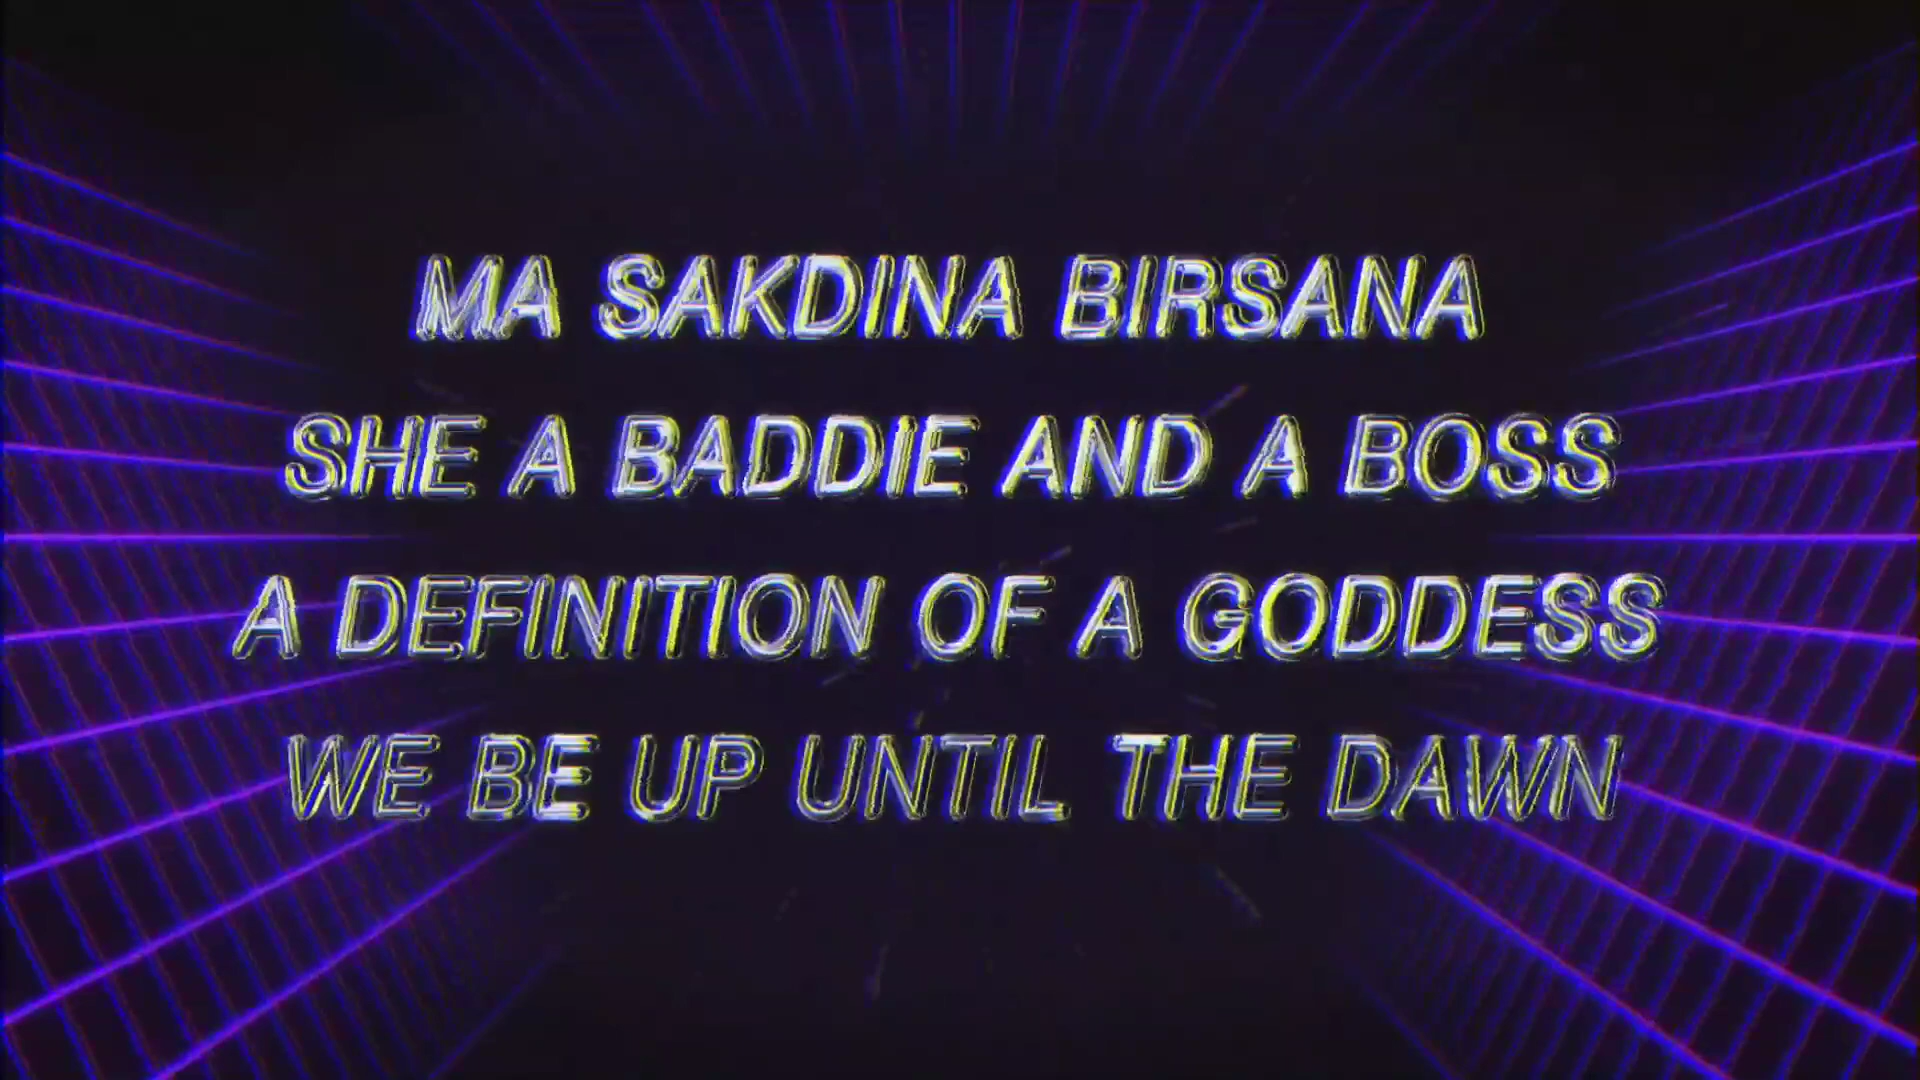 MA SAKDINA BIRSANA
SHE A BADDIE AND A BOSS
A DEFINITION OF A GODDESS
WE BE UP UNTIL THE DAWN